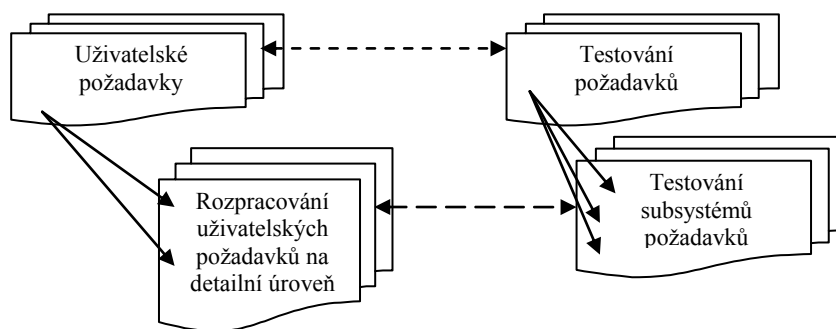 Uživatelské
požadavky
Testování
požadavků
Rozpracování
uživatelských
požadavků na
detailní úroveň
Testování
subsystémů
požadavků